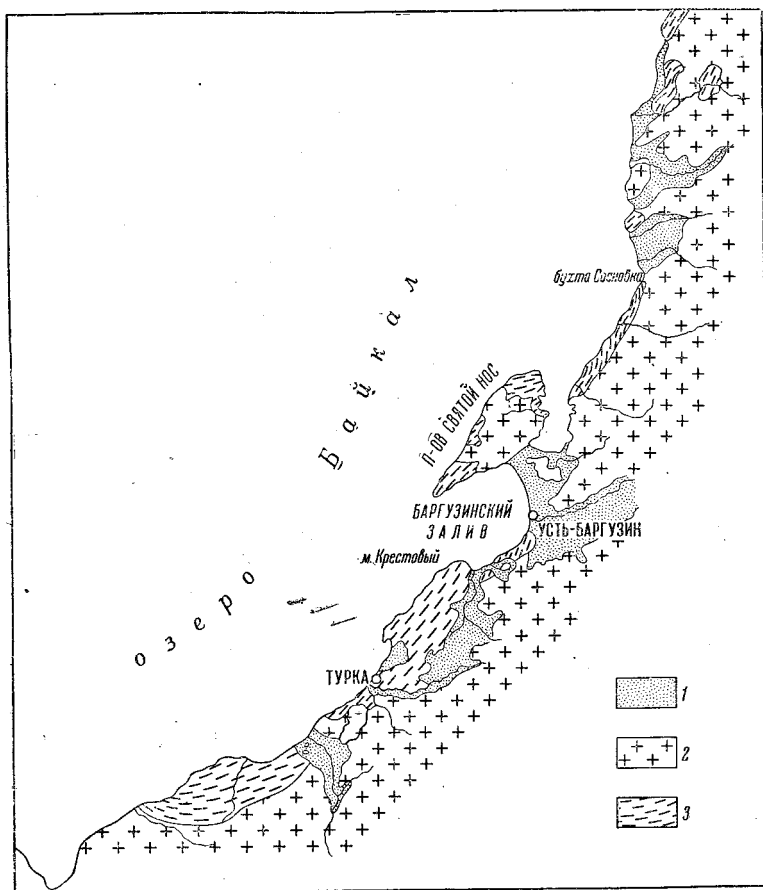 бухта Сосновка
озеро Байкал
П-ОВ СВЯТОЙ НОС
БАРГУЗИНСКИЙ
ЗАЛИВ
УСТЬ-БАРГУЗИН
м. Крестовый
ТУРКА
1
2
3